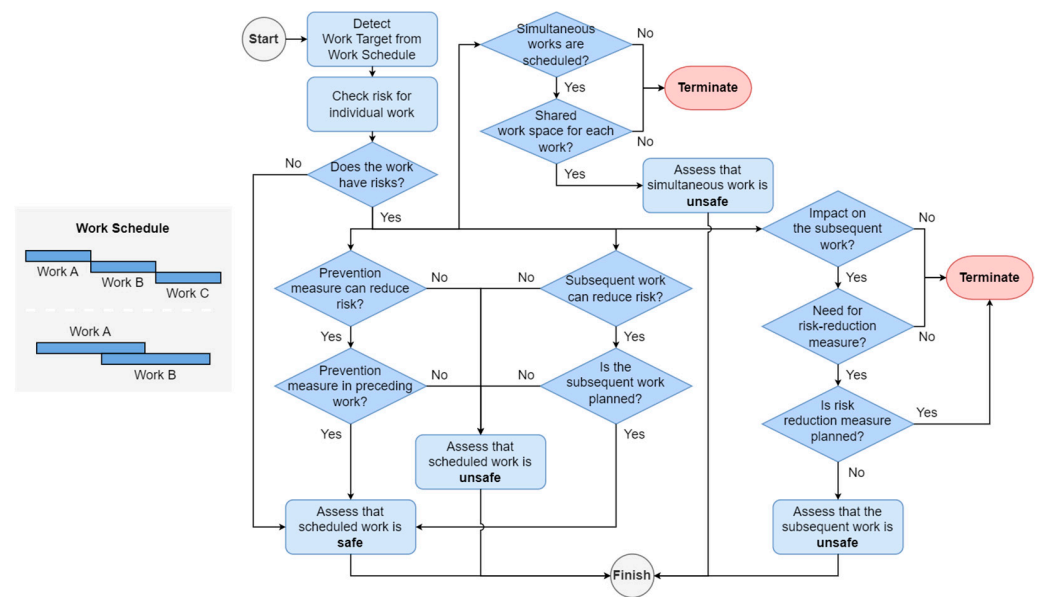 Start
Detect
Work Target from
Work Schedule
Check risk for
individual work
Does the work
have risks?
No
Yes
Simultaneous
works are
scheduled?
No
Yes
Shared
work space for each
work?
No
Yes
Terminate
Assess that
simultaneous work is
unsafe
Work Schedule
Work A
Work B
Work C
Work A
Work B
Prevention
measure can reduce
risk?
No
Yes
Prevention
measure in preceding
work?
No
Yes
Subsequent work
can reduce risk?
No
Yes
Is the
subsequent work
planned?
No
Yes
Assess that
scheduled work is
unsafe
Assess that
scheduled work is
safe
Impact on
the subsequent
work?
No
Yes
Need for
risk-reduction
measure?
No
Yes
Is risk
reduction measure
planned?
Yes
No
Terminate
Assess that the
subsequent work is
unsafe
Finish